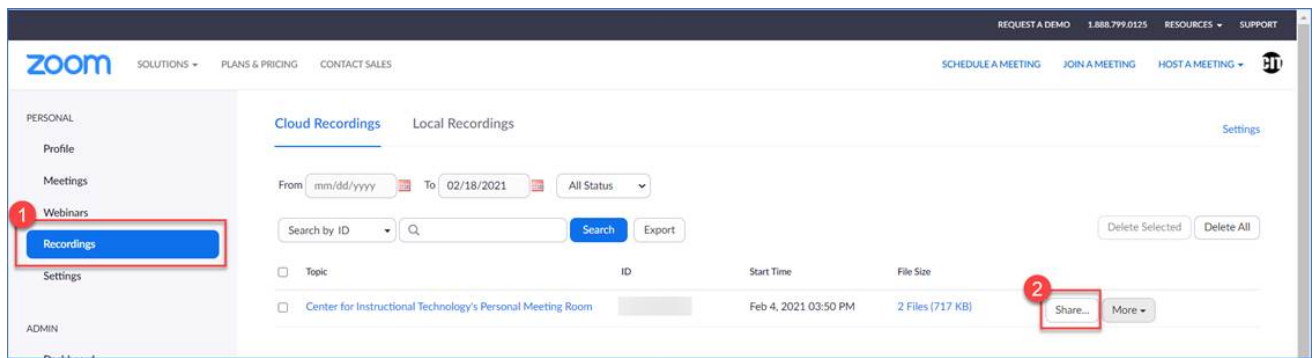 REQUEST A DEMO 1.888.799.0125 RESOURCES SUPPORT
zoom SOLUTIONS PLANS & PRICING CONTACT SALES SCHEDULE A MEETING JOIN A MEETING HOST A MEETING CIT
PERSONAL
Cloud Recordings Local Recordings Settings
Profile
Meetings
From mm/dd/yyyy To 02/18/2021 All Status
1 Webinars
Search by ID Search Export Delete Selected Delete All
Recordings
Settings
Topic ID Start Time File Size
2
Center for Instructional Technology's Personal Meeting Room Feb 4, 2021 03:50 PM 2 Files (717 KB) Share... More
ADMIN